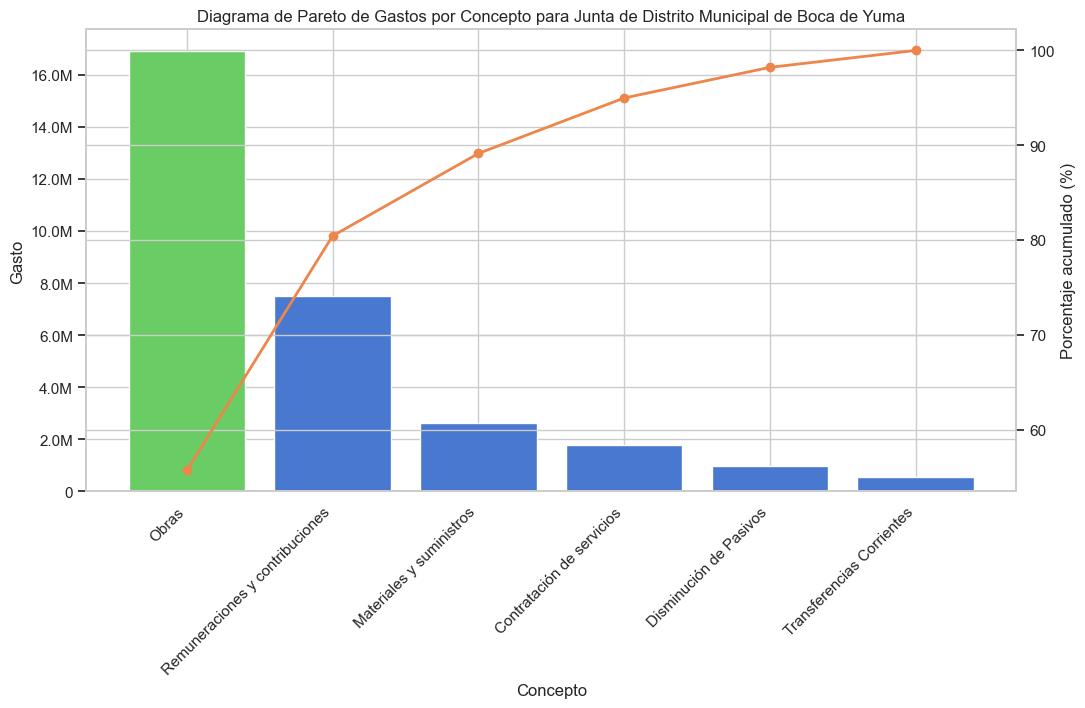 Diagrama de Pareto de Gastos por Concepto para Junta de Distrito Municipal de Boca de Yuma
Gasto
16.0M
14.0M
12.0M
10.0M
8.0M
6.0M
4.0M
2.0M
0
100
90
80
70
60
Porcentaje acumulado (%)
Obras
Remuneraciones y contribuciones
Materiales y suministros
Contratación de servicios
Disminución de Pasivos
Transferencias Corrientes
Concepto